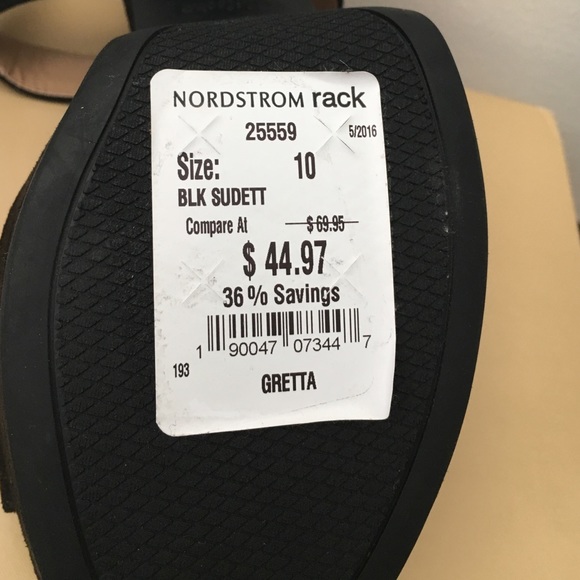 NORDSTROM rack
25559 5/2016
Size: 10
BLK SUDETT
Compare At $69.95
$44.97
36% Savings
1 90047 07344 7
193
GRETTA